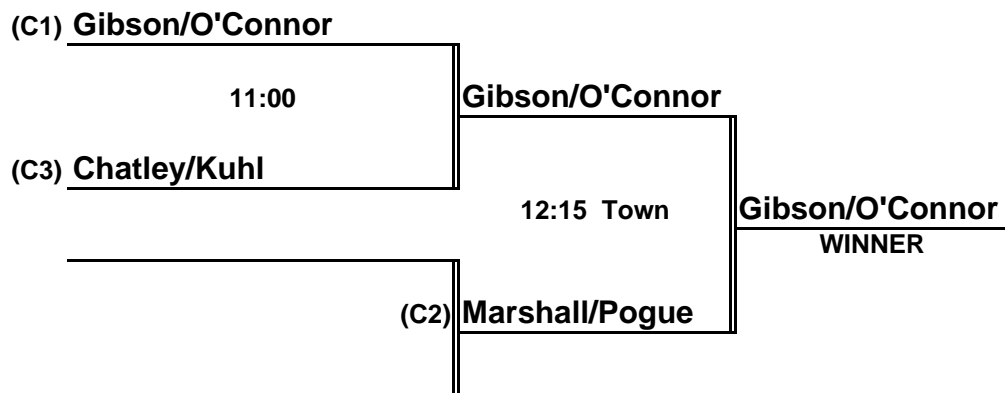 (C1) Gibson/O'Connor
11:00
Gibson/O'Connor
(C3) Chatley/Kuhl
12:15 Town
Gibson/O'Connor
WINNER
(C2) Marshall/Pogue